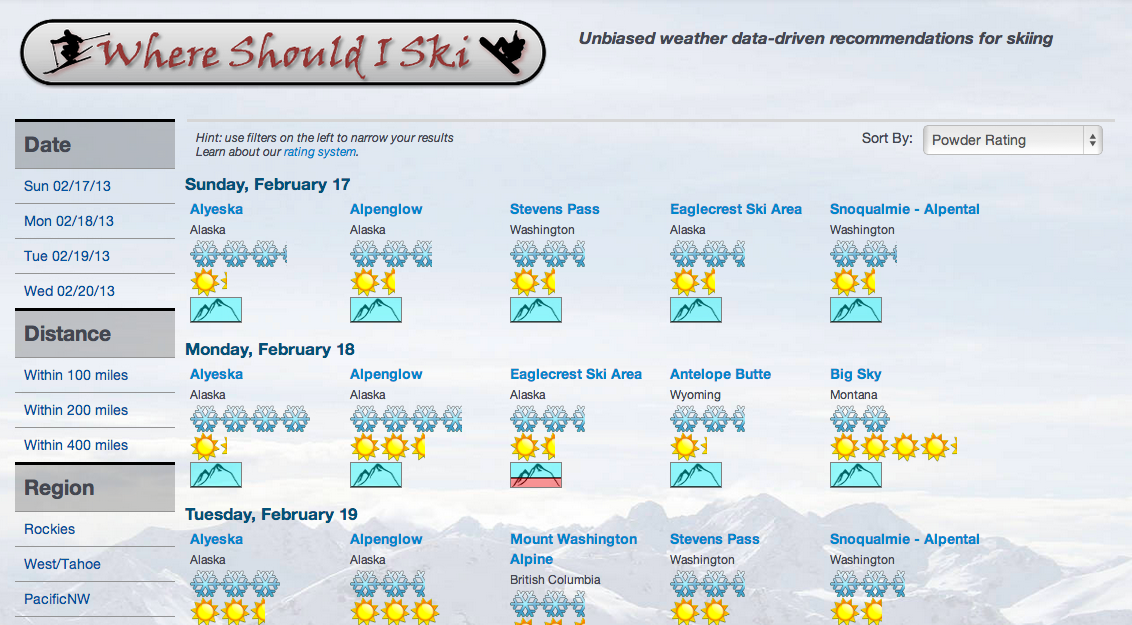 Where Should I Ski
Unbiased weather data-driven recommendations for skiing
Date
Sun 02/17/13
Mon 02/18/13
Tue 02/19/13
Wed 02/20/13
Distance
Within 100 miles
Within 200 miles
Within 400 miles
Region
Rockies
West/Tahoe
PacificNW
Hint: use filters on the left to narrow your results
Learn about our rating system.
Sort By: Powder Rating
Sunday, February 17
Alyeska
Alaska
Alpenglow
Alaska
Stevens Pass
Washington
Eaglecrest Ski Area
Alaska
Snoqualmie - Alpental
Washington
Monday, February 18
Alyeska
Alaska
Alpenglow
Alaska
Eaglecrest Ski Area
Alaska
Antelope Butte
Wyoming
Big Sky
Montana
Tuesday, February 19
Alyeska
Alaska
Alpenglow
Alaska
Mount Washington
Alpine
British Columbia
Stevens Pass
Washington
Snoqualmie - Alpental
Washington